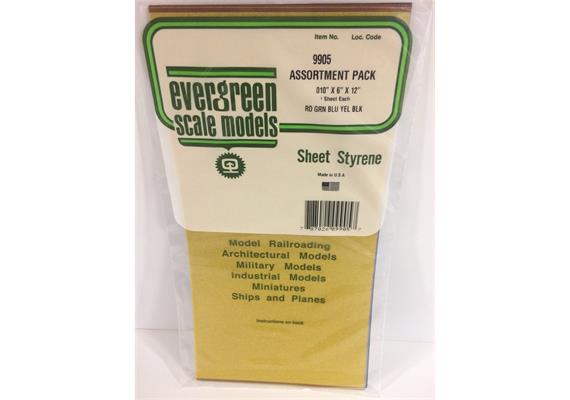 Item No. Loc. Code
9905
ASSORTMENT PACK
010" X 6" X 12"
1 Sheet Each
RD GRN BLU YEL BLK
evergreen
scale models
Sheet Styrene
Made in U.S.A
Model Railroading
Architectural Models
Military Models
Industrial Models
Miniatures
Ships and Planes
Instructions on back